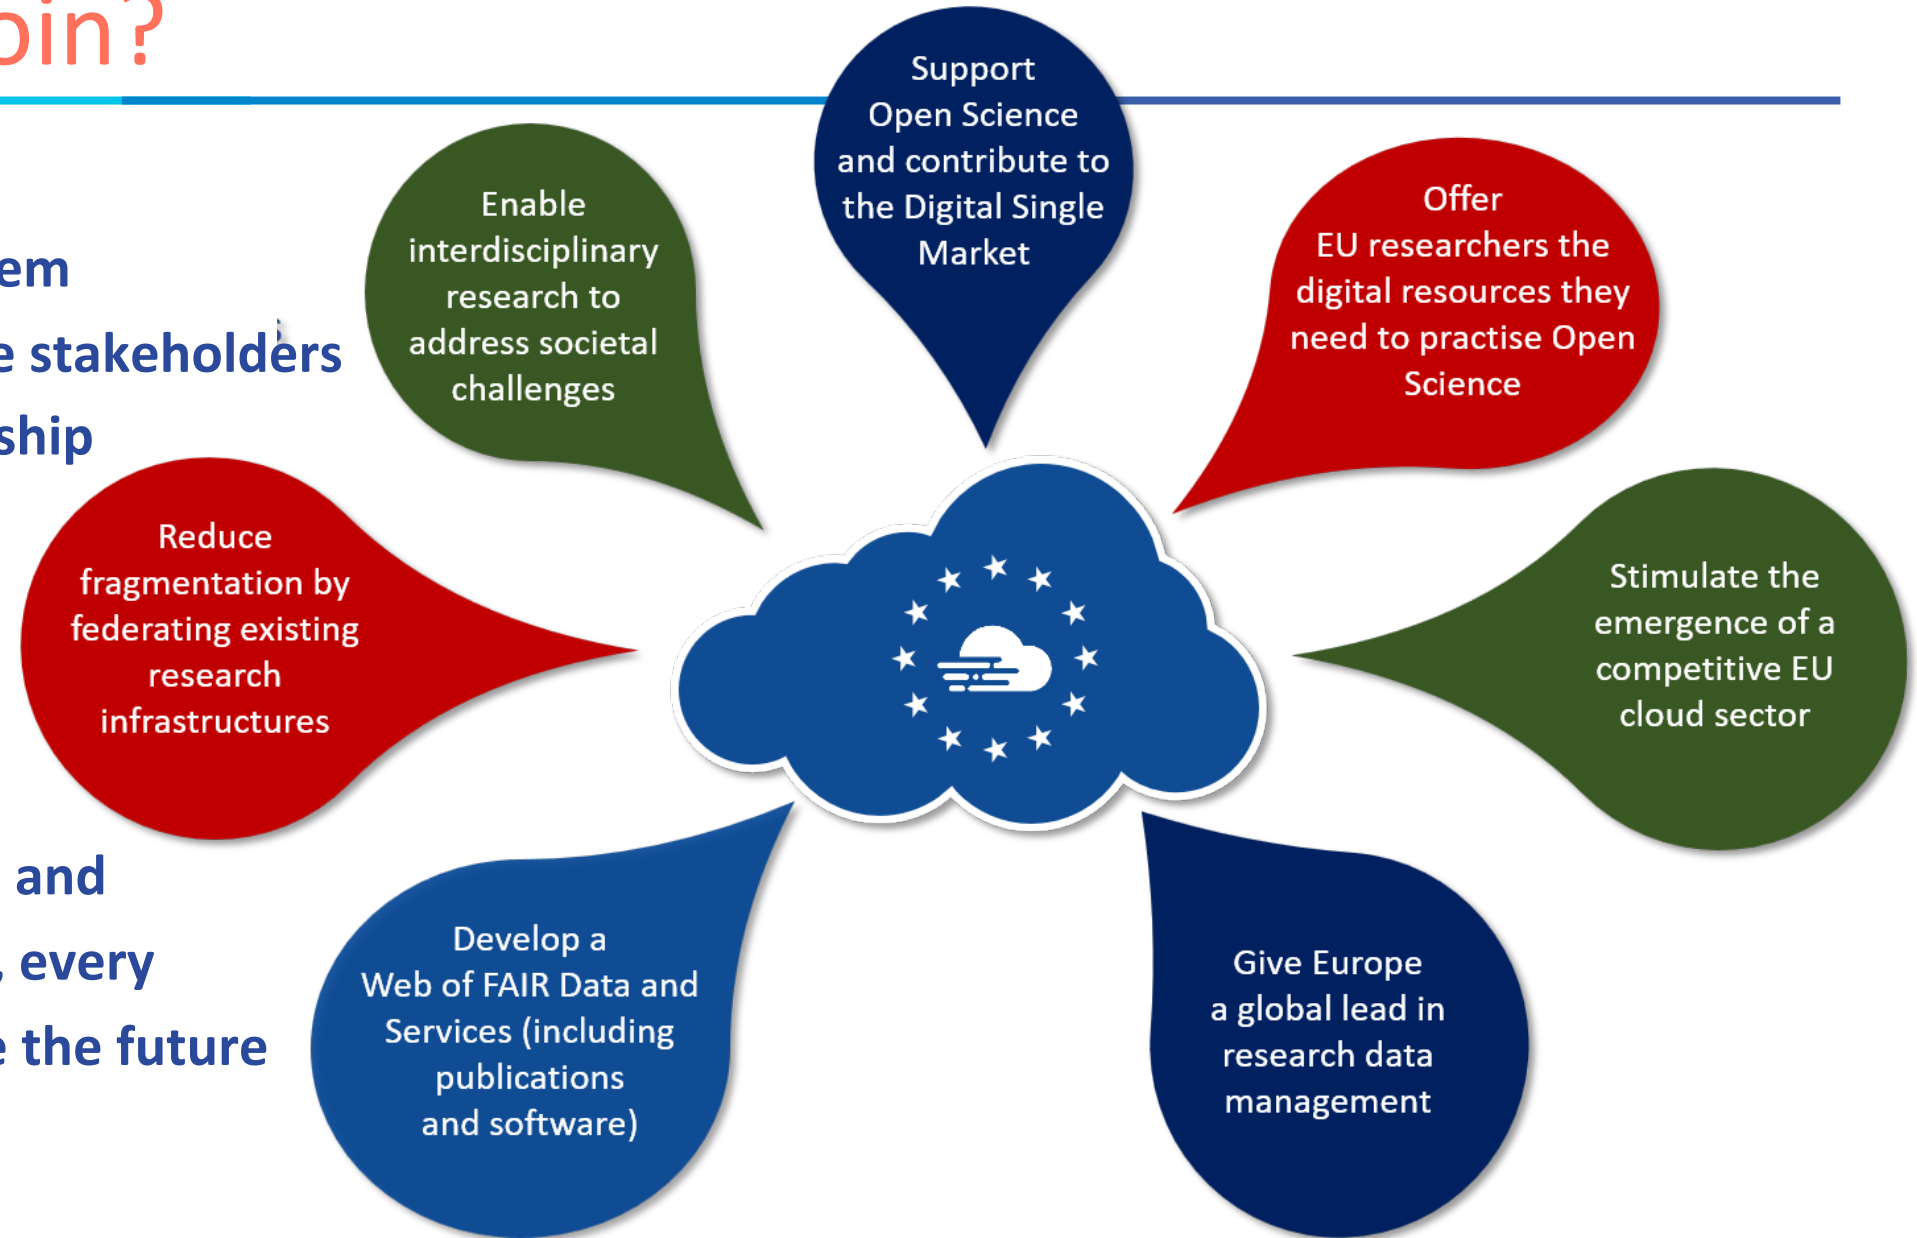 oin?
em
e stakeholders
ship
and
, every
e the future
Support
Open Science
and contribute to
the Digital Single
Market
Enable
interdisciplinary
research to
address societal
challenges
Offer
EU researchers the
digital resources they
need to practise Open
Science
Reduce
fragmentation by
federating existing
research
infrastructures
Stimulate the
emergence of a
competitive EU
cloud sector
Develop a
Web of FAIR Data and
Services (including
publications
and software)
Give Europe
a global lead in
research data
management